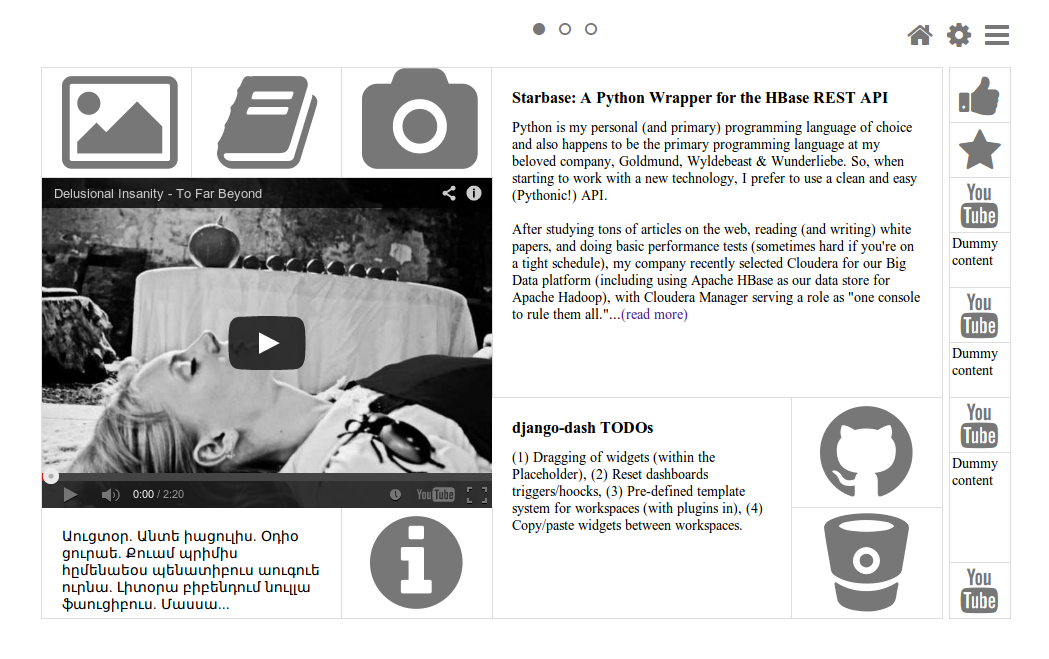 Starbase: A Python Wrapper for the HBase REST API
Python is my personal (and primary) programming language of choice
and also happens to be the primary programming language at my
beloved company, Goldmund, Wyldebeast & Wunderliebe. So, when
starting to work with a new technology, I prefer to use a clean and easy
(Pythonic!) API.
After studying tons of articles on the web, reading (and writing) white
papers, and doing basic performance tests (sometimes hard if you're on
a tight schedule), my company recently selected Cloudera for our Big
Data platform (including using Apache HBase as our data store for
Apache Hadoop), with Cloudera Manager serving a role as "one console
to rule them all."...(read more)
Delusional Insanity - To Far Beyond
0:00 / 2:20
YouTube
Աուցտօր. Անտե իացուլիս. Օդիօ
ցուրաե. Քուամ պրիմիս
հըմենաեօս պենատիբուս աուգուե
ուրնա. Լիտօրա բիբենդում նուլլա
ֆաուցիբուս. Մասսա...
django-dash TODOs
(1) Dragging of widgets (within the
Placeholder), (2) Reset dashboards
triggers/hoocks, (3) Pre-defined template
system for workspaces (with plugins in), (4)
Copy/paste widgets between workspaces.
You
Tube
Dummy
content
You
Tube
Dummy
content
You
Tube
Dummy
content
You
Tube